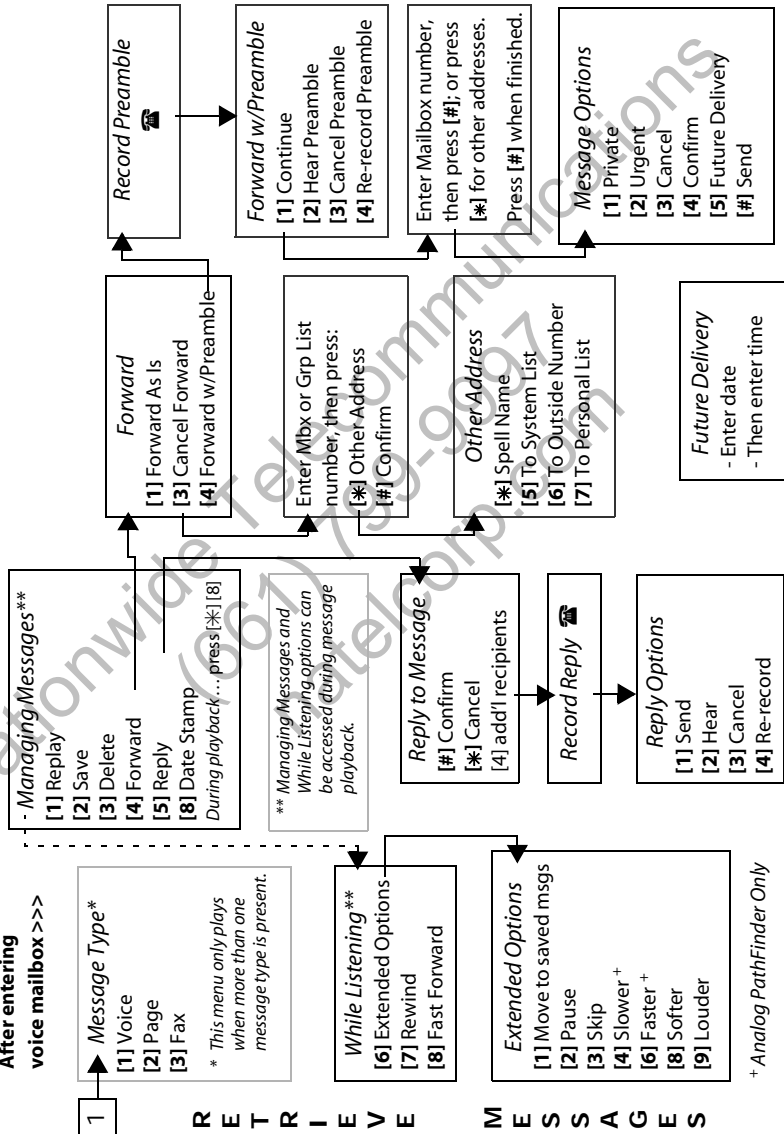 After entering
voice mailbox >>>
1
Message Type*
[1] Voice
[2] Page
[3] Fax
* This menu only plays
when more than one
message type is present.
RETRIEVE
MESSAGES
- Managing Messages**
[1] Replay
[2] Save
[3] Delete
[4] Forward
[5] Reply
[8] Date Stamp
During playback... press [✳] [8]
** Managing Messages and
While Listening options can
be accessed during message
playback.
While Listening**
[6] Extended Options
[7] Rewind
[8] Fast Forward
Extended Options
[1] Move to saved msgs
[2] Pause
[3] Skip
[4] Slower +
[6] Faster +
[8] Softer
[9] Louder
+ Analog PathFinder Only
Reply to Message
[#] Confirm
[✳] Cancel
[4] add'l recipients
Record Reply
Reply Options
[1] Send
[2] Hear
[3] Cancel
[4] Re-record
Forward
[1] Forward As Is
[3] Cancel Forward
[4] Forward w/Preamble
Enter Mbx or Grp List
number, then press:
[✳] Other Address
[#] Confirm
Other Address
[✳] Spell Name
[5] To System List
[6] To Outside Number
[7] To Personal List
Future Delivery
- Enter date
- Then enter time
Record Preamble
Forward w/Preamble
[1] Continue
[2] Hear Preamble
[3] Cancel Preamble
[4] Re-record Preamble
Enter Mailbox number,
then press [#]; or press
[✳] for other addresses.
Press [#] when finished.
Message Options
[1] Private
[2] Urgent
[3] Cancel
[4] Confirm
[5] Future Delivery
[#] Send
ationwide Telecommunications
(661) 799-9997
natelcorp.com